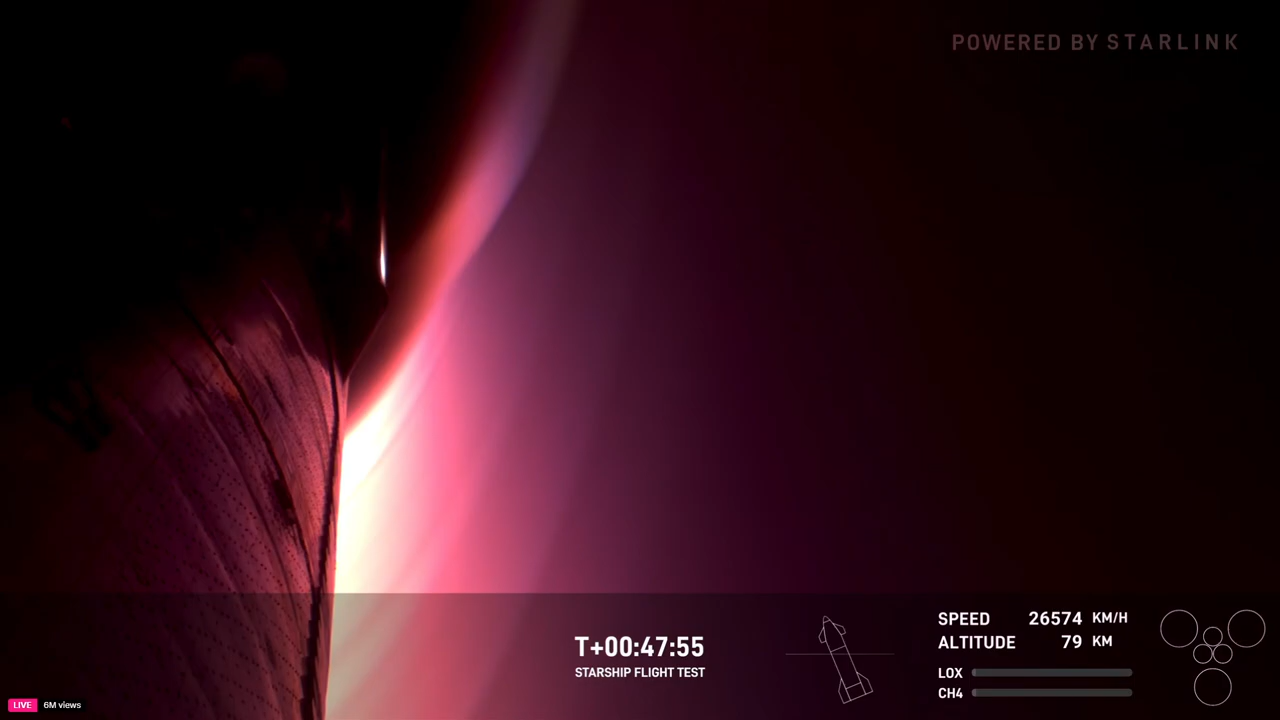 POWERED BY STARLINK
T+00:47:55
STARSHIP FLIGHT TEST
SPEED 26574 KM/H
ALTITUDE 79 KM
LOX
CH4
LIVE 6M views